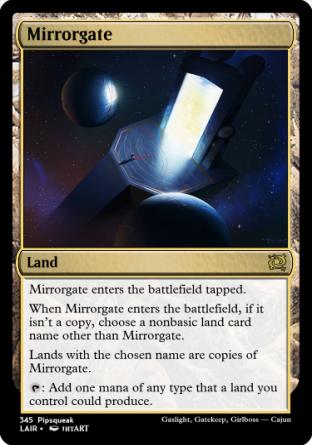 Mirrorgate
Land
Mirrorgate enters the battlefield tapped.
When Mirrorgate enters the battlefield, if it
isn't a copy, choose a nonbasic land card
name other than Mirrorgate.
Lands with the chosen name are copies of
Mirrorgate.
: Add one mana of any type that a land you
control could produce.
345 Pipsqueak
Gaslight, Gatekeep, Girlboss — Cajun
LAIR •